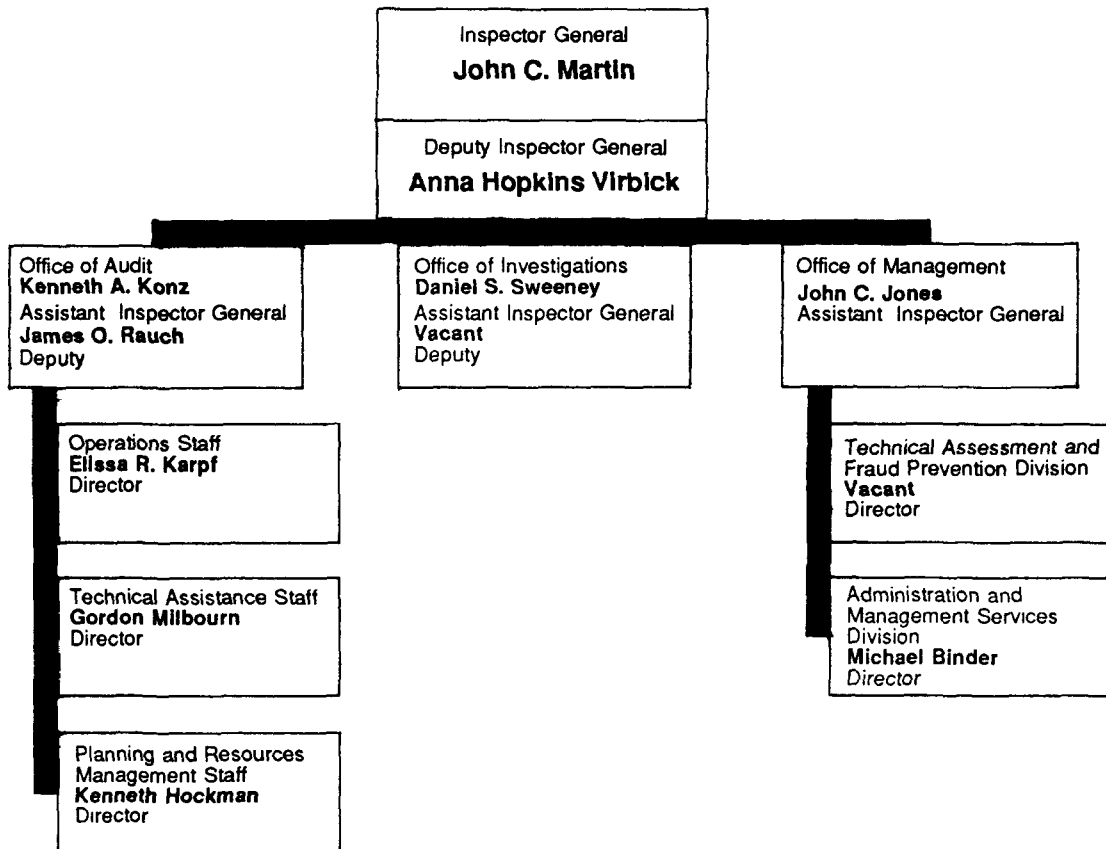 Inspector General
John C. Martin
Deputy Inspector General
Anna Hopkins Virbick
Office of Audit
Kenneth A. Konz
Assistant Inspector General
James O. Rauch
Deputy
Office of Investigations
Daniel S. Sweeney
Assistant Inspector General
Vacant
Deputy
Office of Management
John C. Jones
Assistant Inspector General
Operations Staff
Elissa R. Karpf
Director
Technical Assistance Staff
Gordon Milbourn
Director
Planning and Resources
Management Staff
Kenneth Hockman
Director
Technical Assessment and
Fraud Prevention Division
Vacant
Director
Administration and
Management Services
Division
Michael Binder
Director